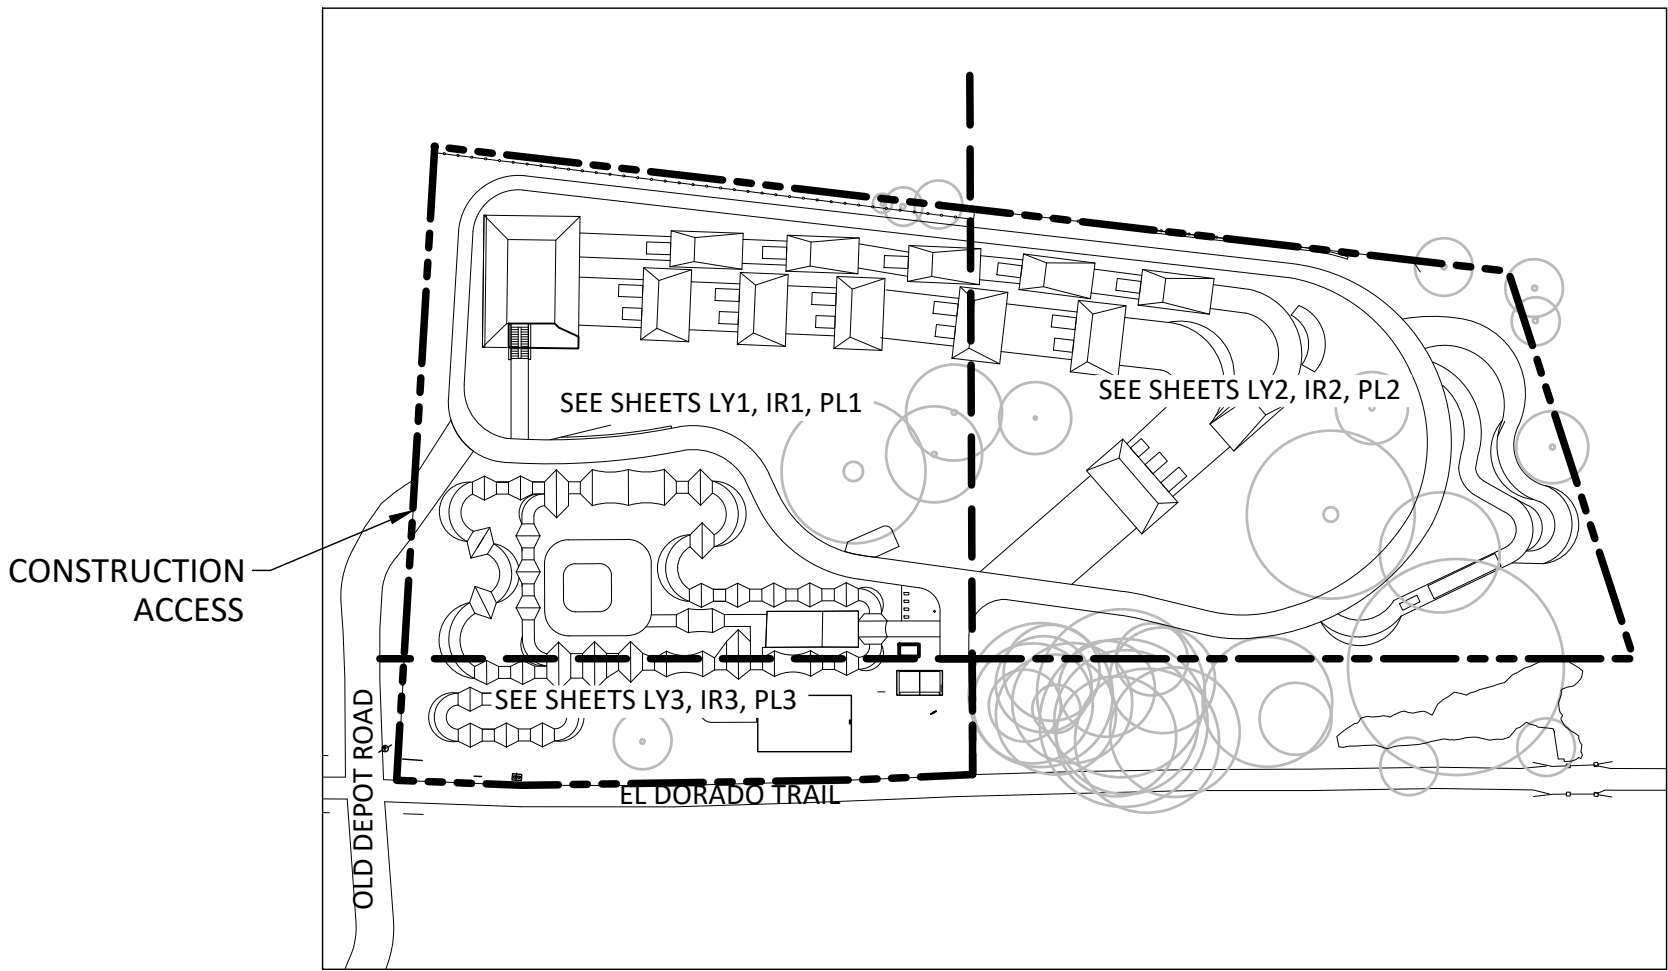 SEE SHEETS LY1, IR1, PL1
SEE SHEETS LY2, IR2, PL2
CONSTRUCTION
ACCESS
SEE SHEETS LY3, IR3, PL3
OLD DEPOT ROAD
EL DORADO TRAIL